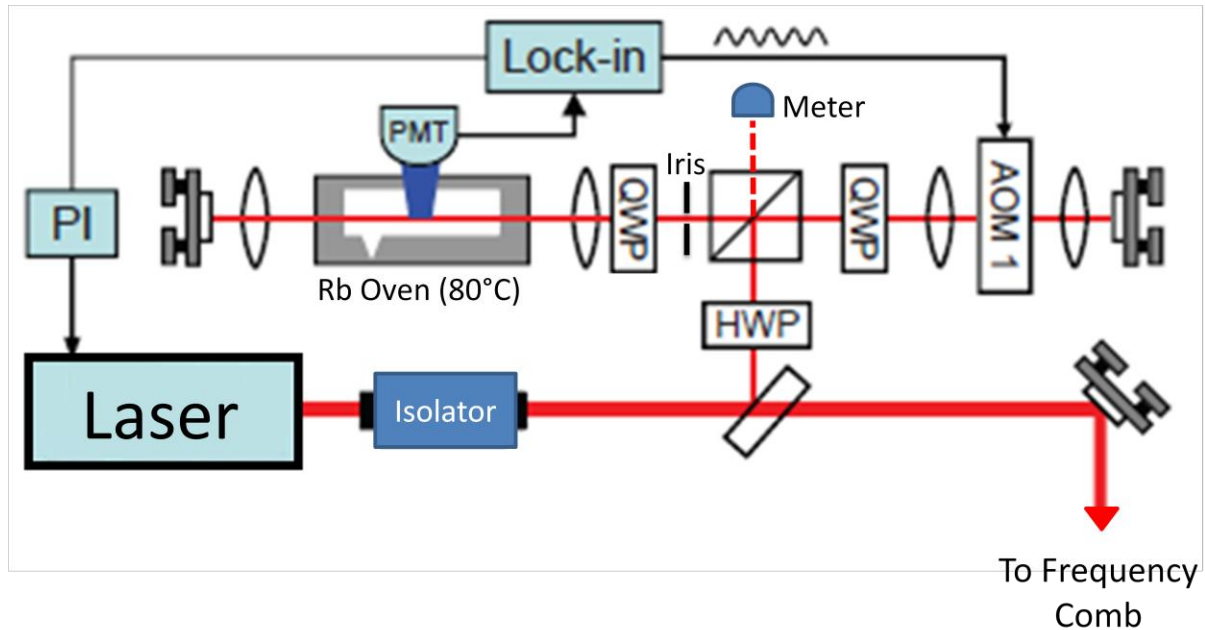 Lock-in
Meter
PMT
Iris
QWP
QWP
AOM 1
PI
Rb Oven (80°C)
HWP
Laser
Isolator
To Frequency
Comb